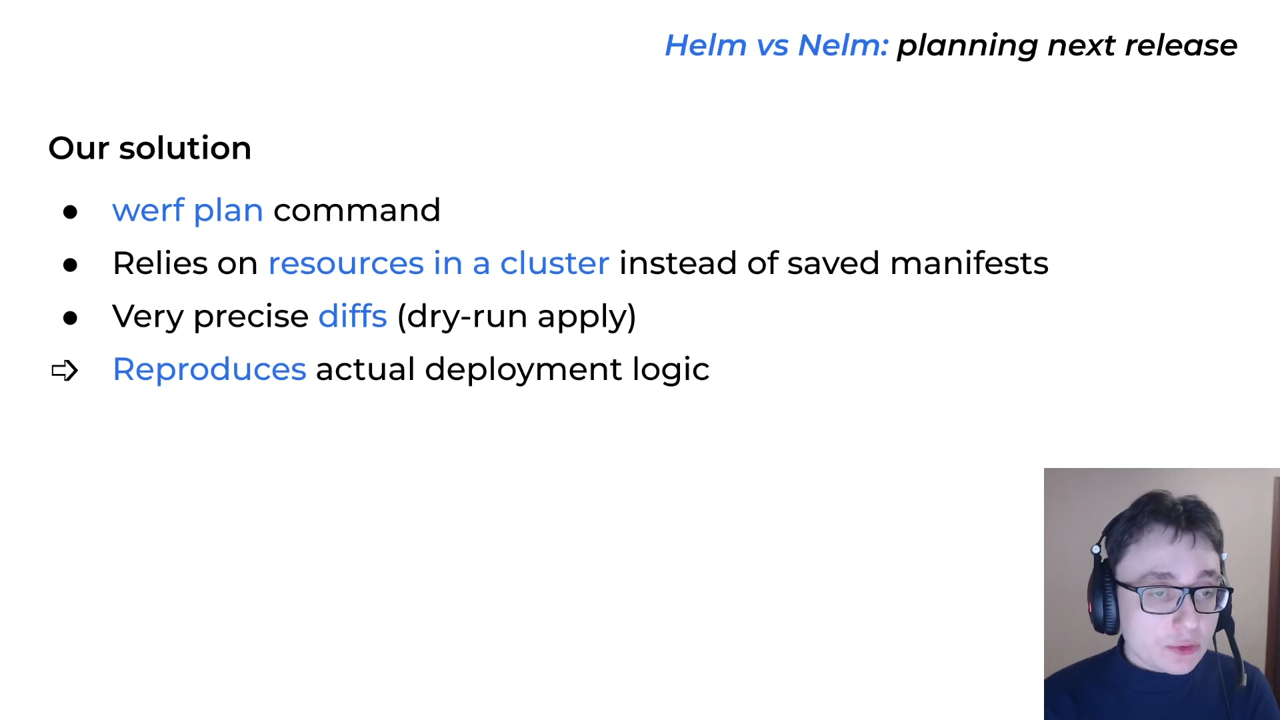 Helm vs Nelm: planning next release
Our solution
● werf plan command
● Relies on resources in a cluster instead of saved manifests
● Very precise diffs (dry-run apply)
⇨ Reproduces actual deployment logic